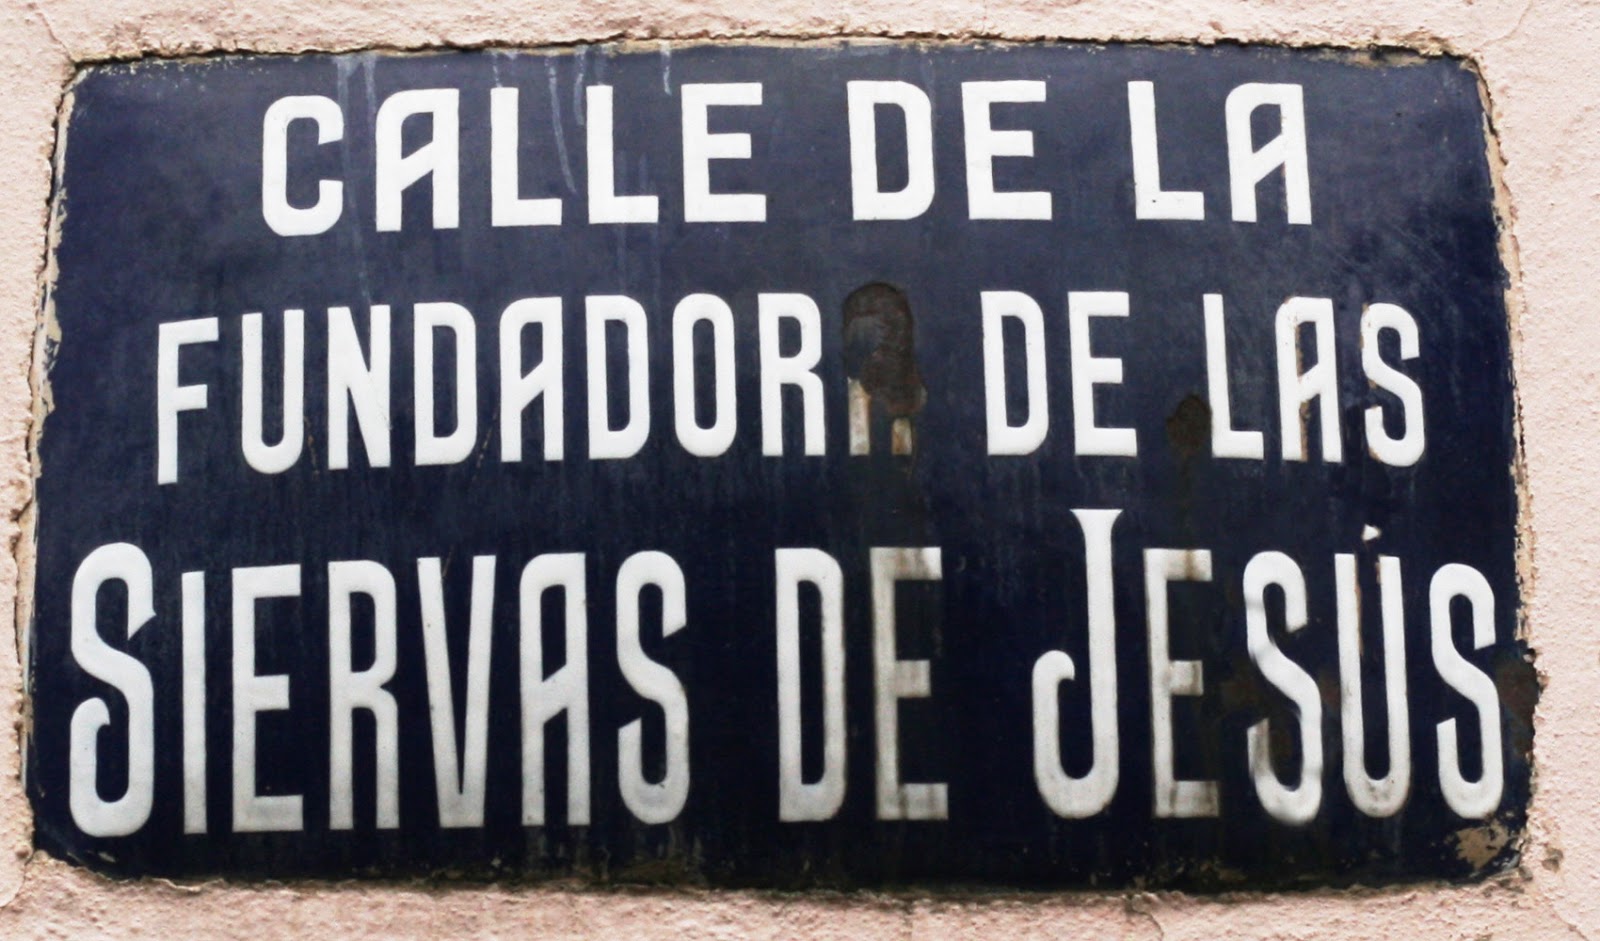 CALLE DE LA
FUNDADORA DE LAS
SIERVAS DE JESÚS